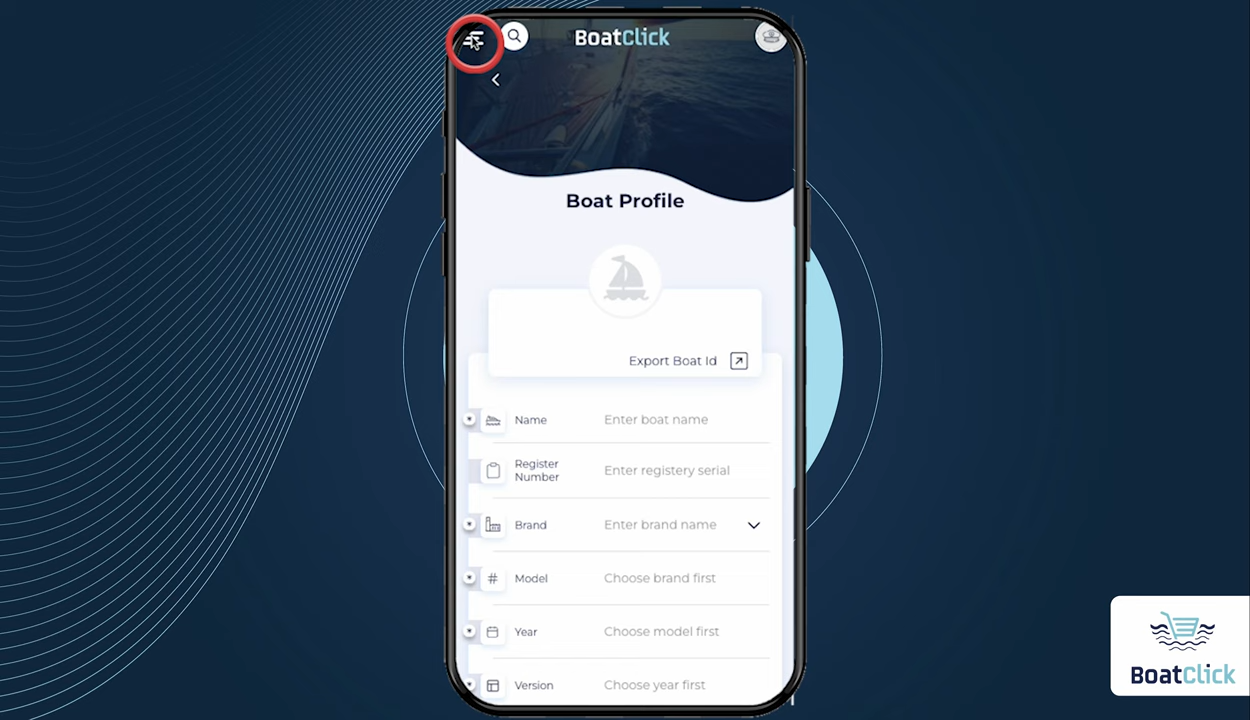 BoatClick
Boat Profile
Export Boat Id
Name Enter boat name
Register
Number Enter registery serial
Brand Enter brand name
# Model Choose brand first
Year Choose model first
Version Choose year first
BoatClick